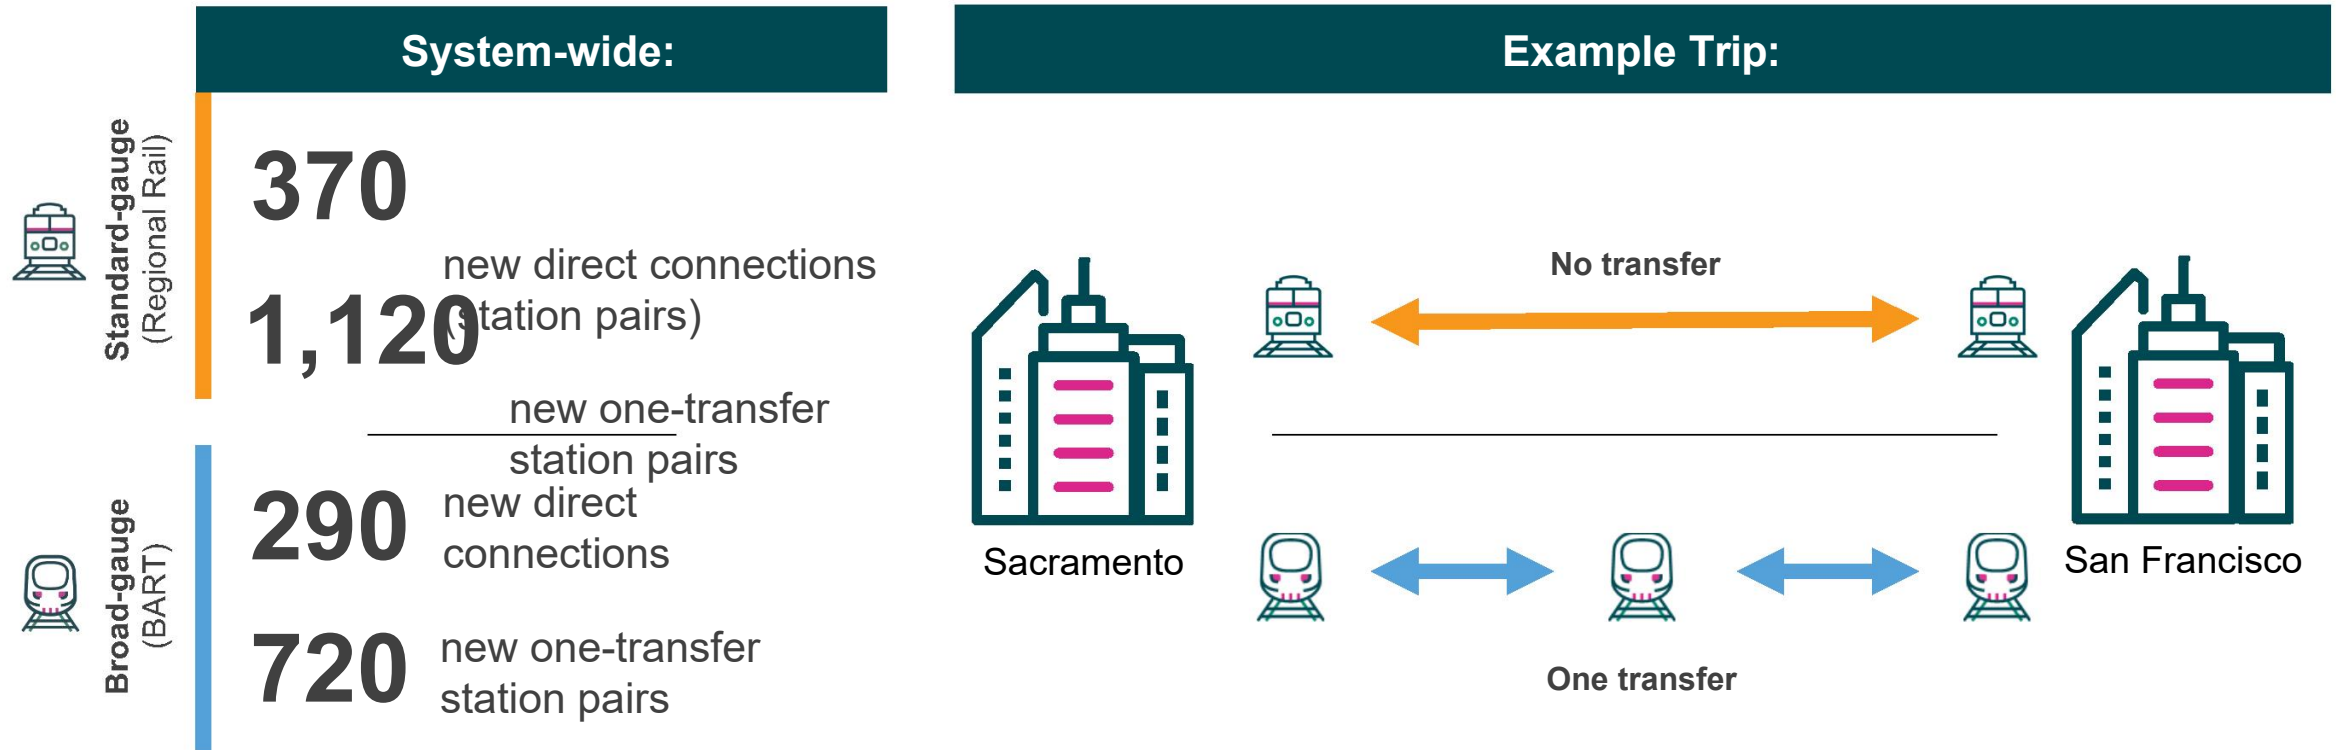 System-wide:
Standard-gauge
(Regional Rail)
370
new direct connections
(station pairs)
1,120
new one-transfer
station pairs
Broad-gauge
(BART)
290
new direct
connections
720
new one-transfer
station pairs
Example Trip:
No transfer
Sacramento
San Francisco
One transfer